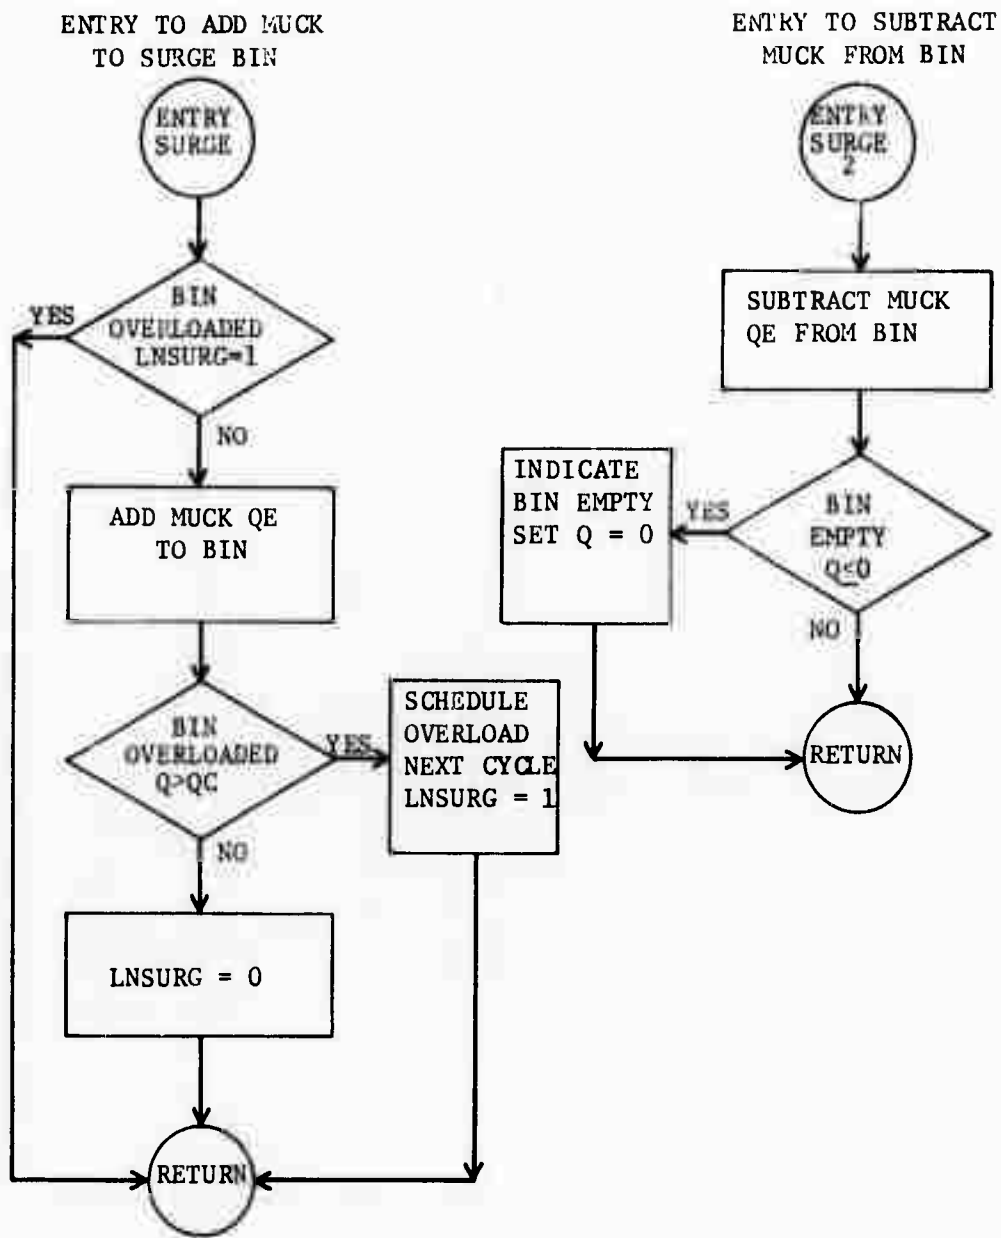 ENTRY TO ADD MUCK
TO SURGE BIN
ENTRY
SURGE
BIN
OVERLOADED
LNSURG=1
YES
NO
ADD MUCK QE
TO BIN
BIN
OVERLOADED
Q>QC
YES
NO
SCHEDULE
OVERLOAD
NEXT CYCLE
LNSURG = 1
LNSURG = 0
RETURN
ENTRY TO SUBTRACT
MUCK FROM BIN
ENTRY
SURGE
2
SUBTRACT MUCK
QE FROM BIN
BIN
EMPTY
Q≤0
YES
NO
INDICATE
BIN EMPTY
SET Q = 0
RETURN